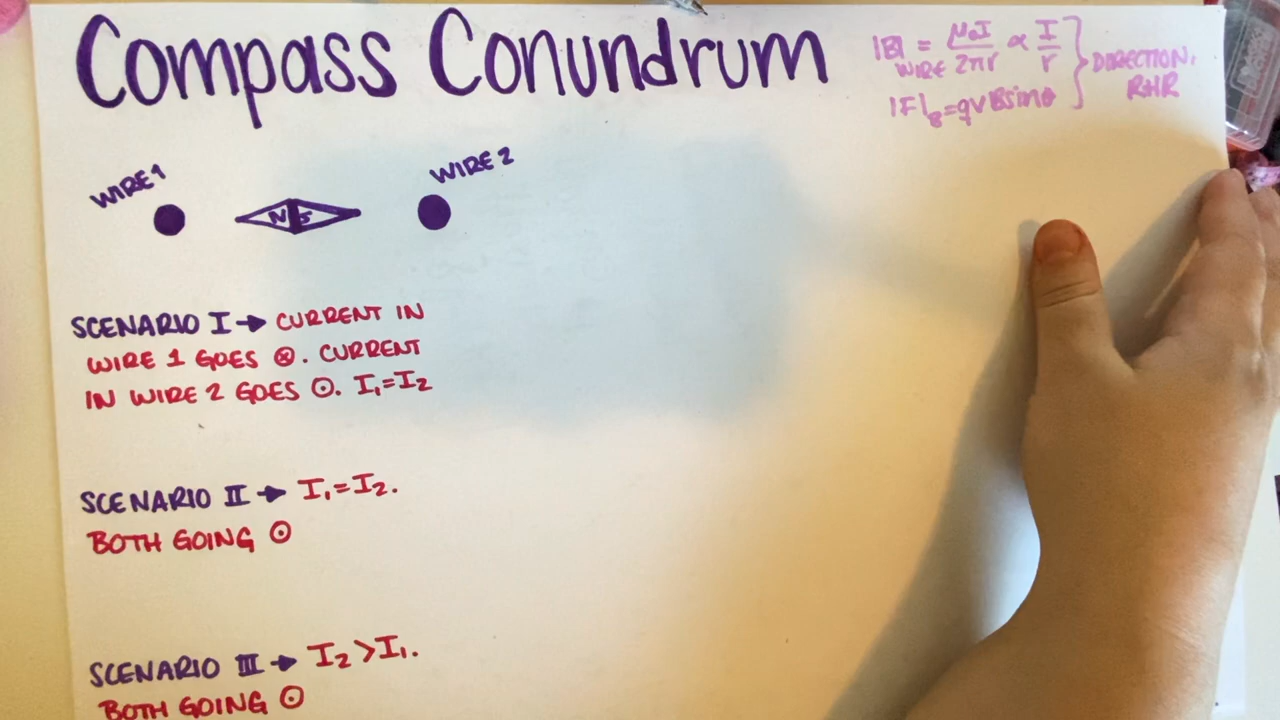 Compass Conundrum
|B| = μ₀I / 2πr ∝ I / r } DIRECTION,
WIRE
RHR
|F|_B = qvBsinθ
WIRE 1
WIRE 2
N S
SCENARIO I → CURRENT IN
WIRE 1 GOES ⊗. CURRENT
IN WIRE 2 GOES ⊙. I₁=I₂
SCENARIO II → I₁=I₂.
BOTH GOING ⊙
SCENARIO III → I₂ >I₁.
BOTH GOING ⊙